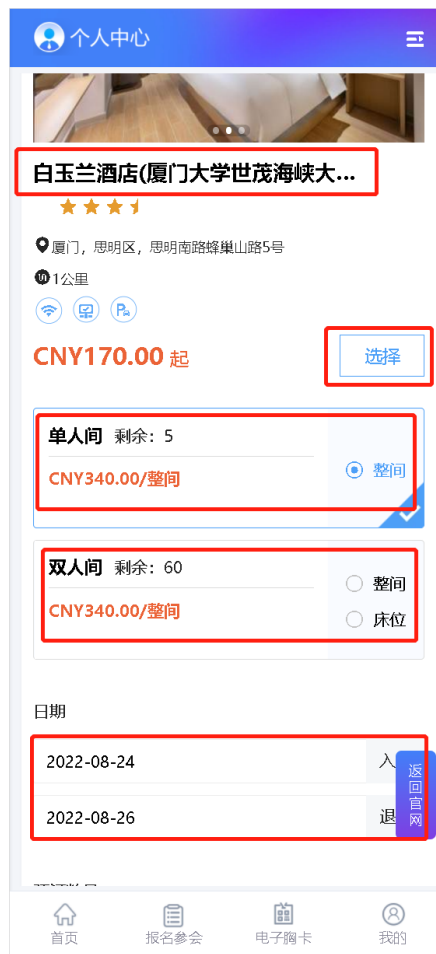 个人中心
白玉兰酒店(厦门大学世茂海峡大...
厦门，思明区，思明南路蜂巢山路5号
1公里
CNY170.00 起
选择
单人间 剩余：5
CNY340.00/整间
整间
双人间 剩余：60
CNY340.00/整间
整间
床位
日期
2022-08-24 入
2022-08-26 退
返回官网
首页
报名参会
电子胸卡
我的